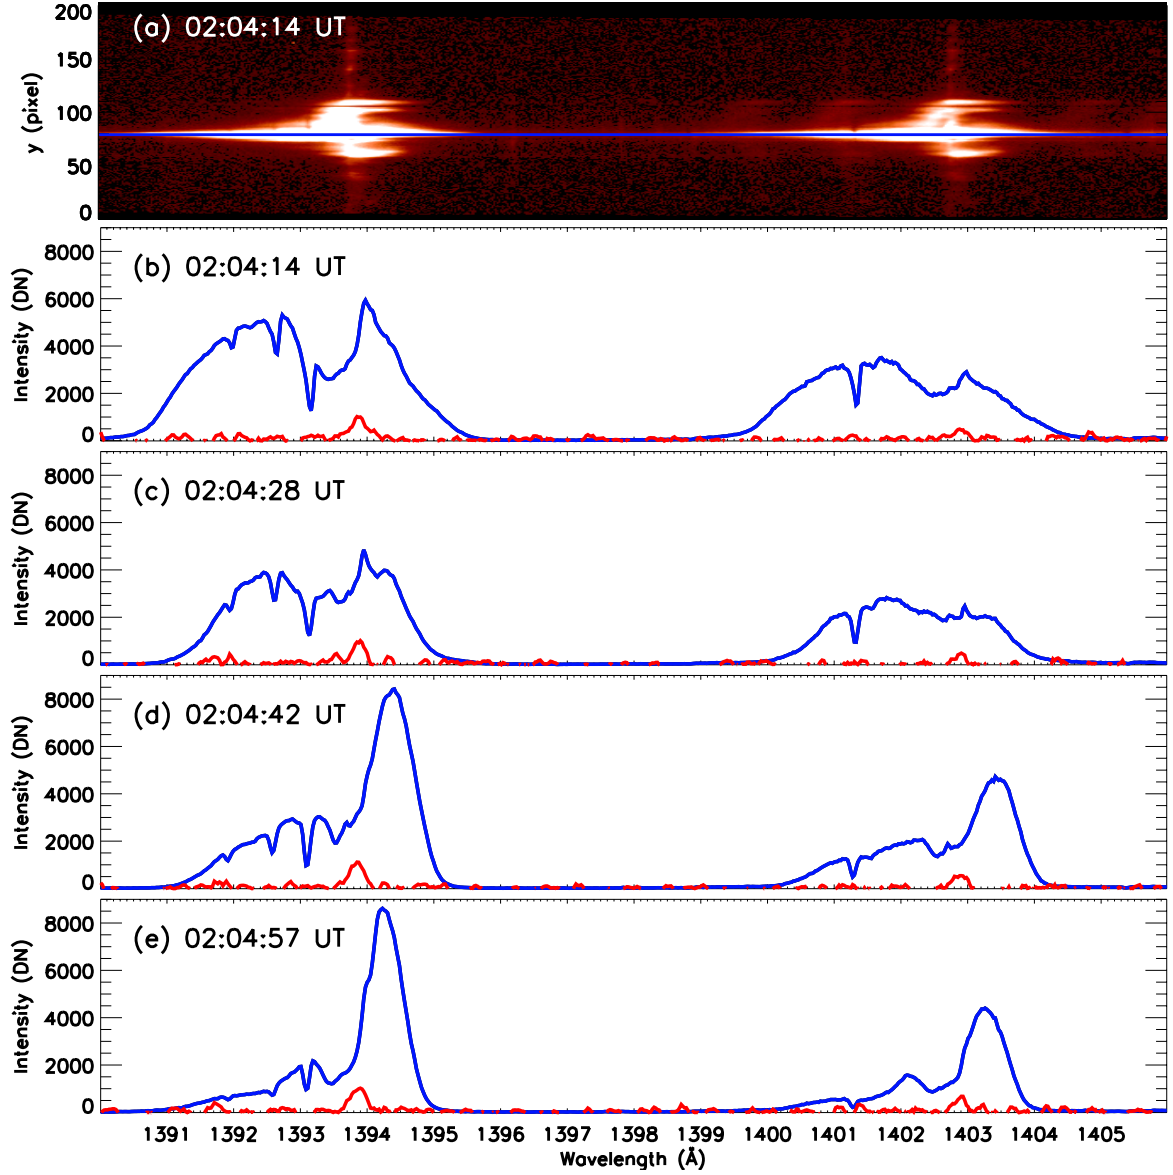 200
(a) 02:04:14 UT
150
y (pixel)
100
50
0
8000
(b) 02:04:14 UT
6000
Intensity (DN)
4000
2000
0
8000
(c) 02:04:28 UT
6000
Intensity (DN)
4000
2000
0
8000
(d) 02:04:42 UT
6000
Intensity (DN)
4000
2000
0
8000
(e) 02:04:57 UT
6000
Intensity (DN)
4000
2000
0
1391 1392 1393 1394 1395 1396 1397 1398 1399 1400 1401 1402 1403 1404 1405
Wavelength (Å)